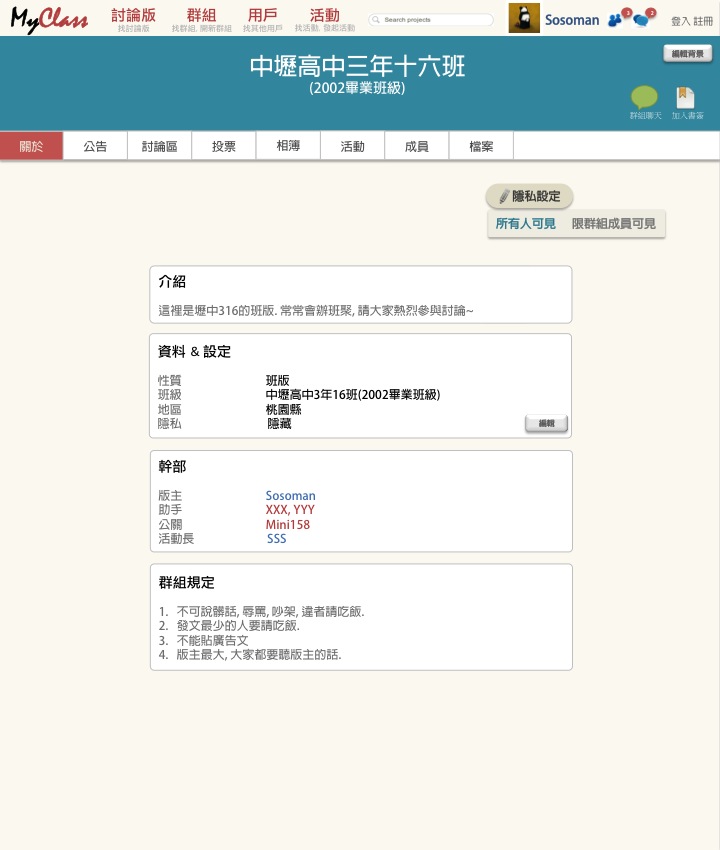 MyClass
討論版 群組 用戶 活動
找討論版 找群組, 開新群組 找其他用戶 找活動, 發起活動
Search projects
Sosoman
3 2
登入 註冊
中壢高中三年十六班
(2002畢業班級)
編輯背景
群組聊天 加入書簽
關於 公告 討論區 投票 相簿 活動 成員 檔案
隱私設定
所有人可見 限群組成員可見
介紹
這裡是壢中316的班版. 常常會辦班聚, 請大家熱烈參與討論~
資料 & 設定
性質 班版
班級 中壢高中3年16班(2002畢業班級)
地區 桃園縣
隱私 隱藏
編輯
幹部
版主 Sosoman
助手 XXX, YYY
公關 Mini158
活動長 SSS
群組規定
1. 不可說髒話, 辱罵, 吵架, 違者請吃飯.
2. 發文最少的人要請吃飯.
3. 不能貼廣告文
4. 版主最大, 大家都要聽版主的話.